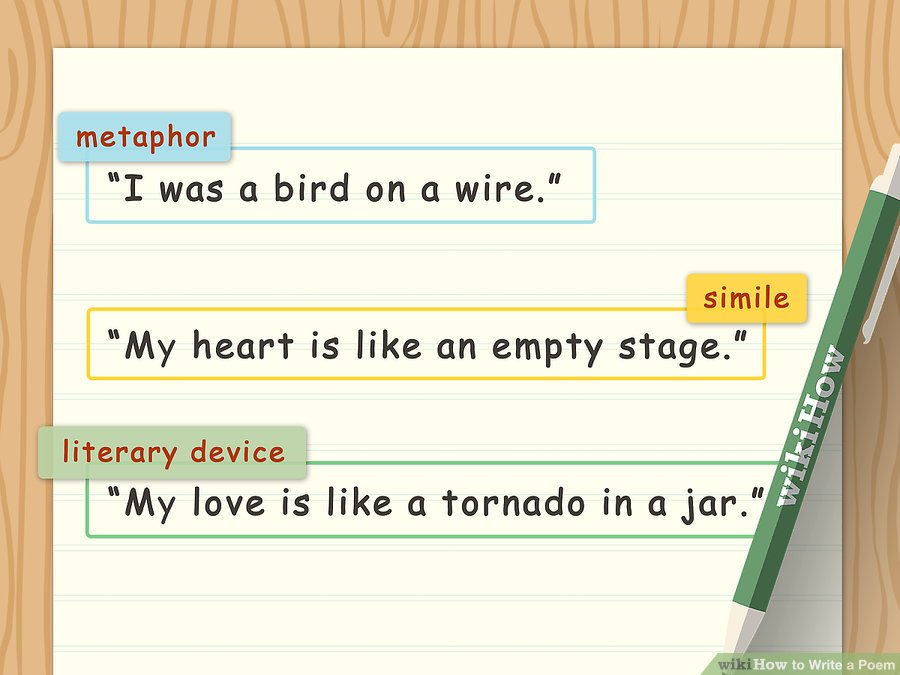 metaphor
“I was a bird on a wire.”
simile
“My heart is like an empty stage.”
literary device
“My love is like a tornado in a jar.”
wikiHow
wikiHow to Write a Poem